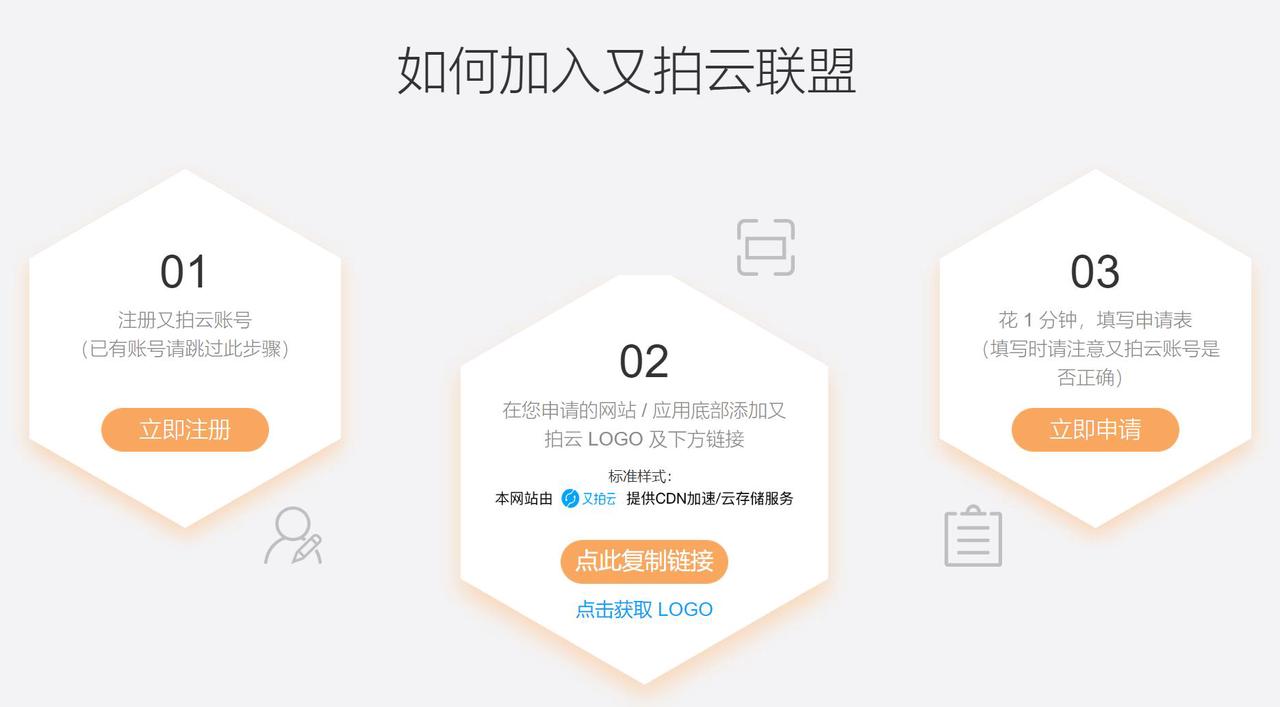 如何加入又拍云联盟
01
注册又拍云账号
（已有账号请跳过此步骤）
立即注册
02
在您申请的网站 / 应用底部添加又
拍云 LOGO 及下方链接
标准样式：
本网站由 又拍云 提供CDN加速/云存储服务
点此复制链接
点击获取 LOGO
03
花 1 分钟，填写申请表
（填写时请注意又拍云账号是
否正确）
立即申请